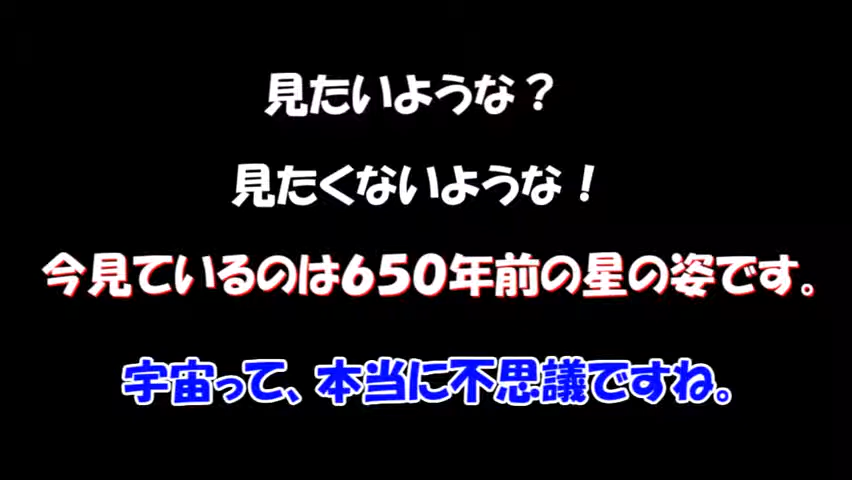 見たいような？
見たくないような！
今見ているのは650年前の星の姿です。
宇宙って、本当に不思議ですね。